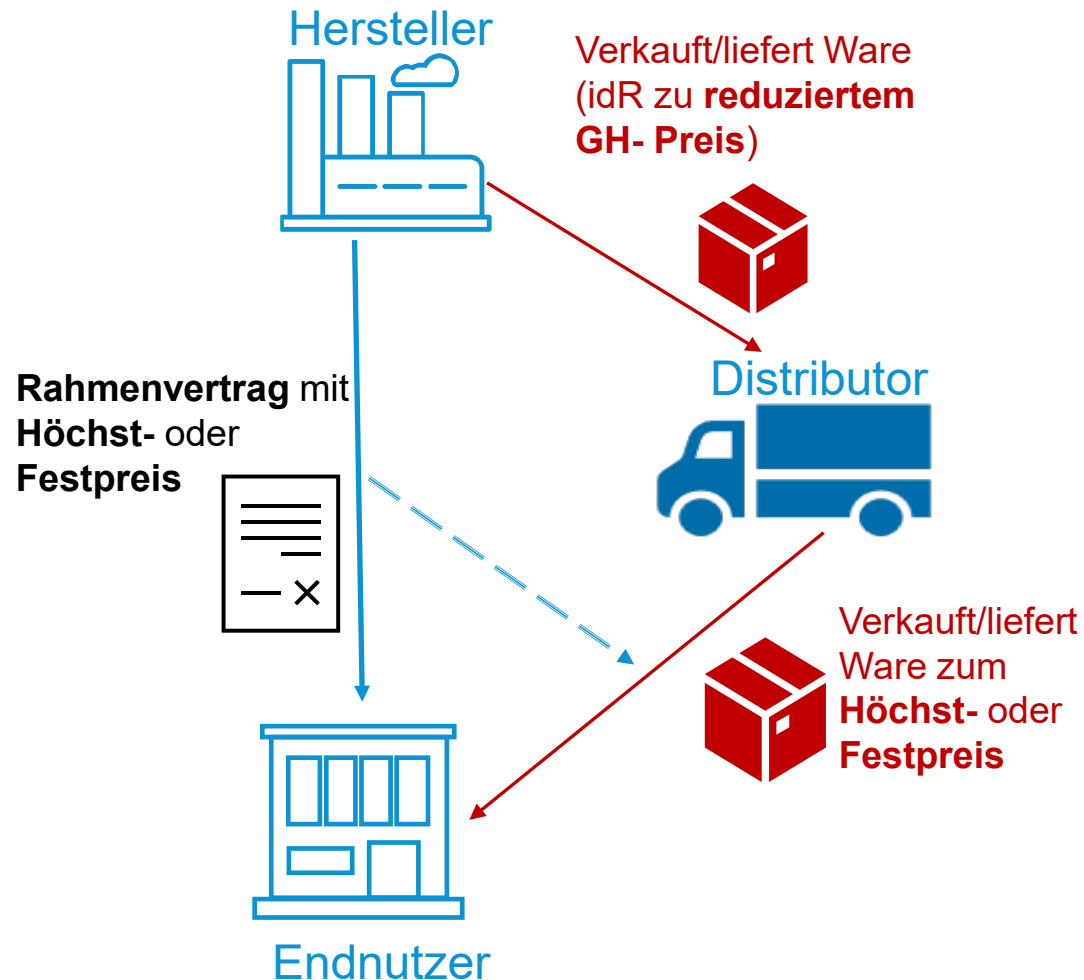 Hersteller
Verkauft/liefert Ware
(idR zu reduziertem
GH- Preis)
Distributor
Rahmenvertrag mit
Höchst- oder
Festpreis
Verkauft/liefert
Ware zum
Höchst- oder
Festpreis
Endnutzer